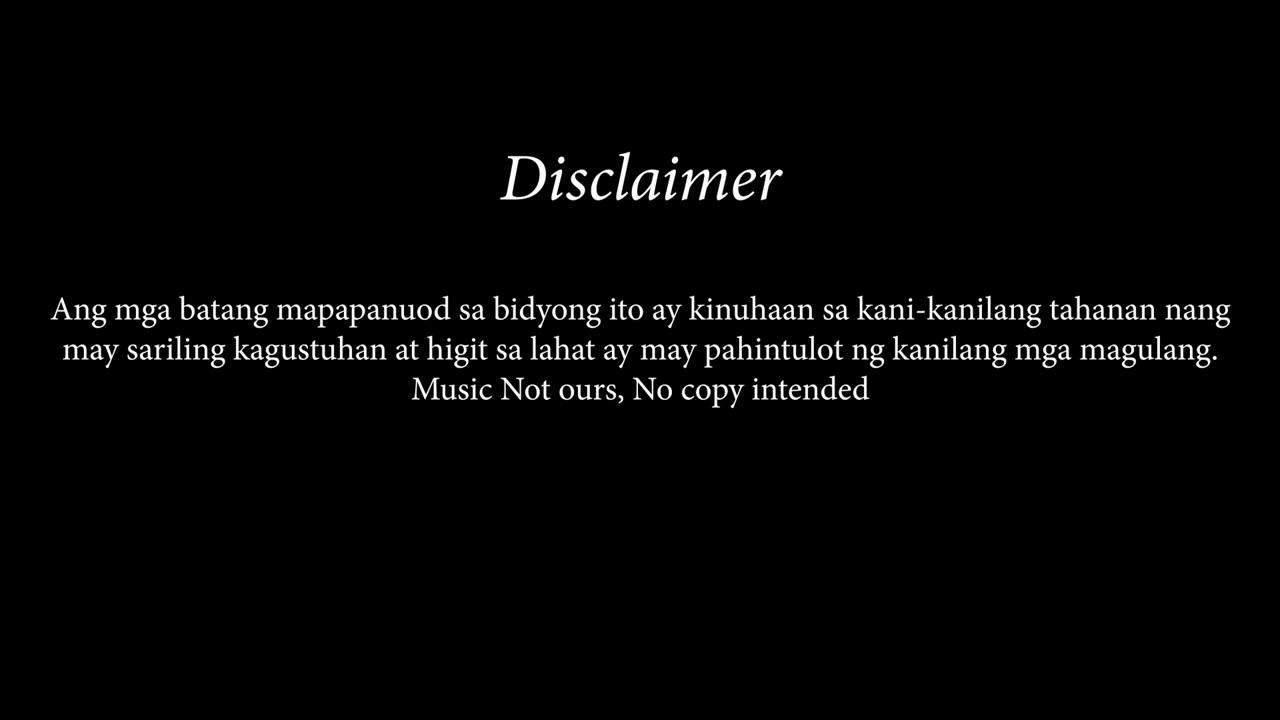 Disclaimer
Ang mga batang mapapanuod sa bidyong ito ay kinuhaan sa kani-kanilang tahanan nang
may sariling kagustuhan at higit sa lahat ay may pahintulot ng kanilang mga magulang.
Music Not ours, No copy intended